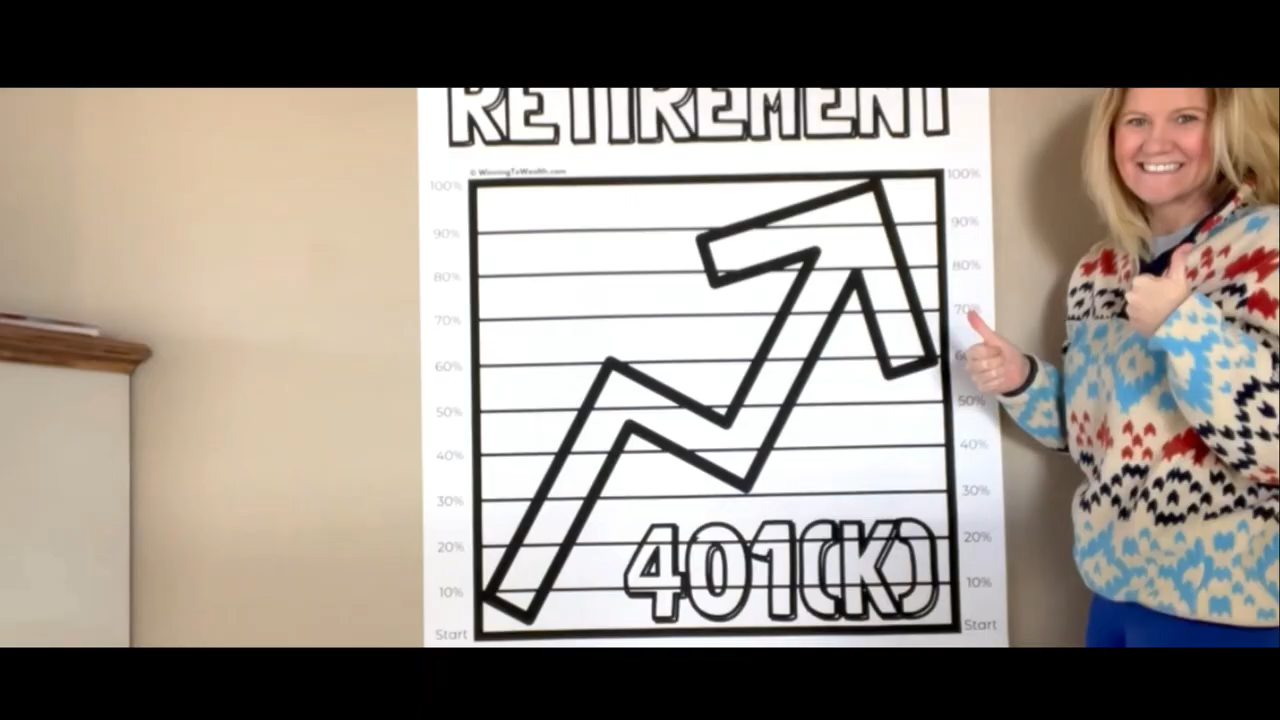 RETIREMENT
© WinningToWealth.com
100% 100%
90% 90%
80% 80%
70% 70%
60%
50% 50%
40% 40%
30% 30%
20% 20%
401(K)
10% 10%
Start Start